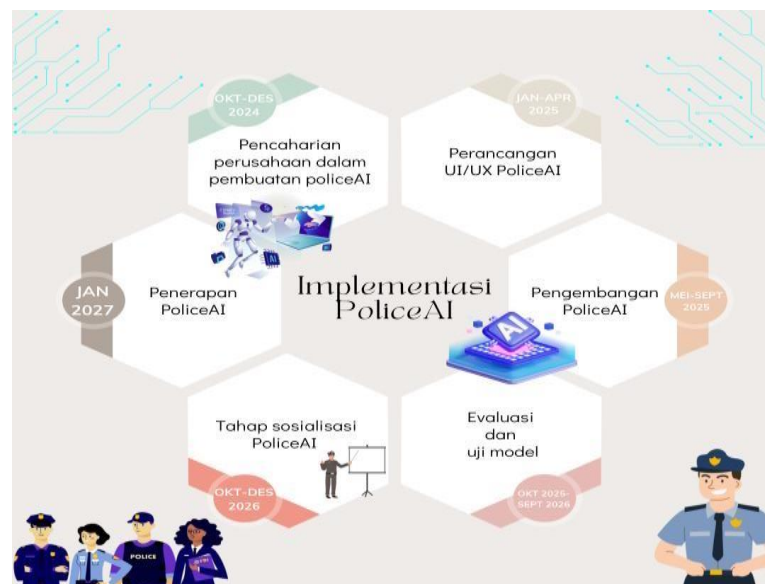 OKT-DES
2024
Pencaharian
perusahaan dalam
pembuatan policeAI
JAN-APR
2025
Perancangan
UI/UX PoliceAI
MEI-SEPT
2025
Pengembangan
PoliceAI
AI
Evaluasi
dan
uji model
OKT 2025-
SEPT 2026
Tahap sosialisasi
PoliceAI
OKT-DES
2026
JAN
2027
Penerapan
PoliceAI
AI
Implementasi
PoliceAI
POLICE